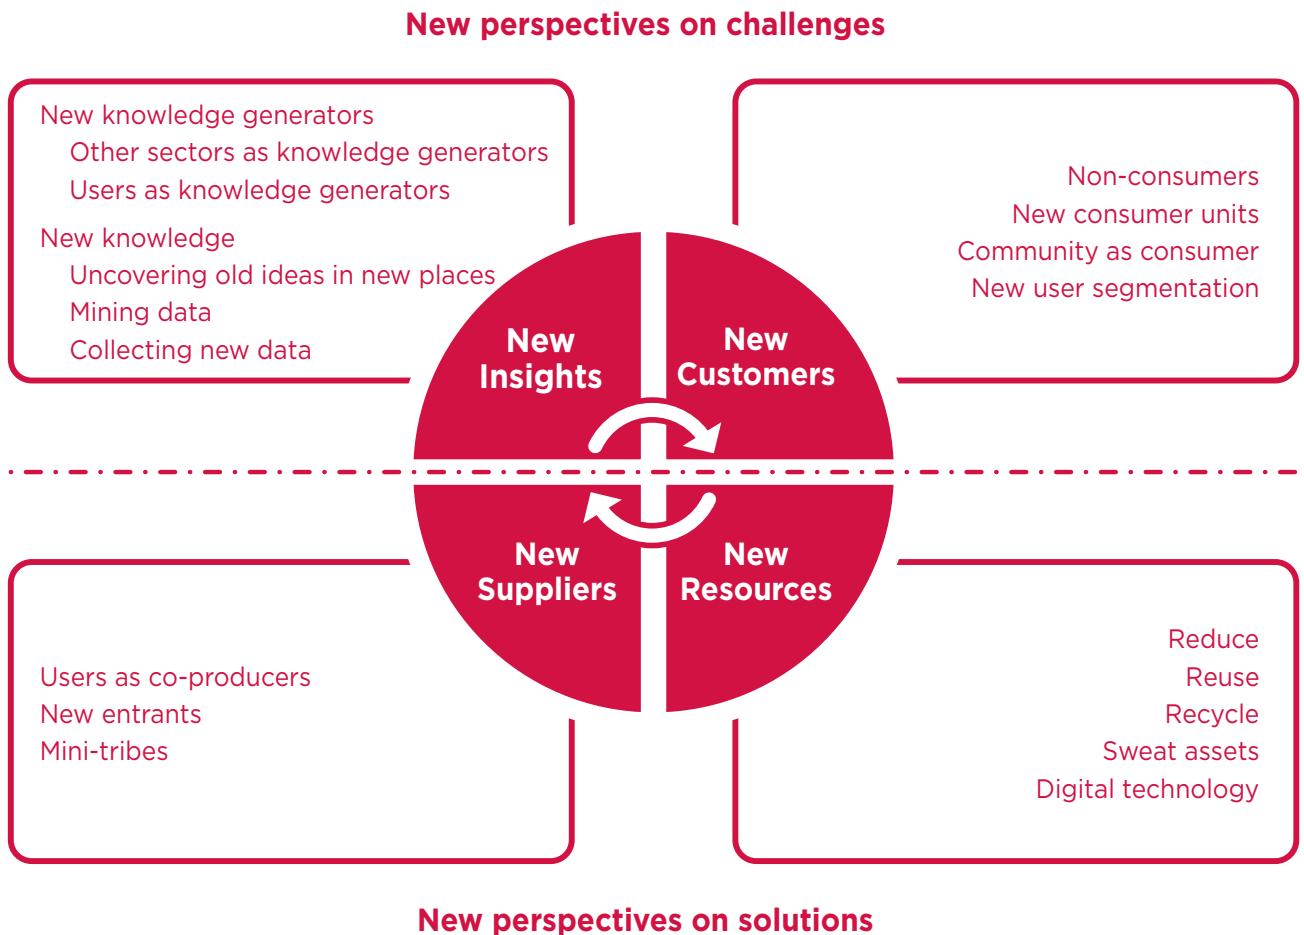 New perspectives on challenges
New knowledge generators
Other sectors as knowledge generators
Users as knowledge generators
New knowledge
Uncovering old ideas in new places
Mining data
Collecting new data
Non-consumers
New consumer units
Community as consumer
New user segmentation
New
Insights
New
Customers
New
Suppliers
New
Resources
Users as co-producers
New entrants
Mini-tribes
Reduce
Reuse
Recycle
Sweat assets
Digital technology
New perspectives on solutions